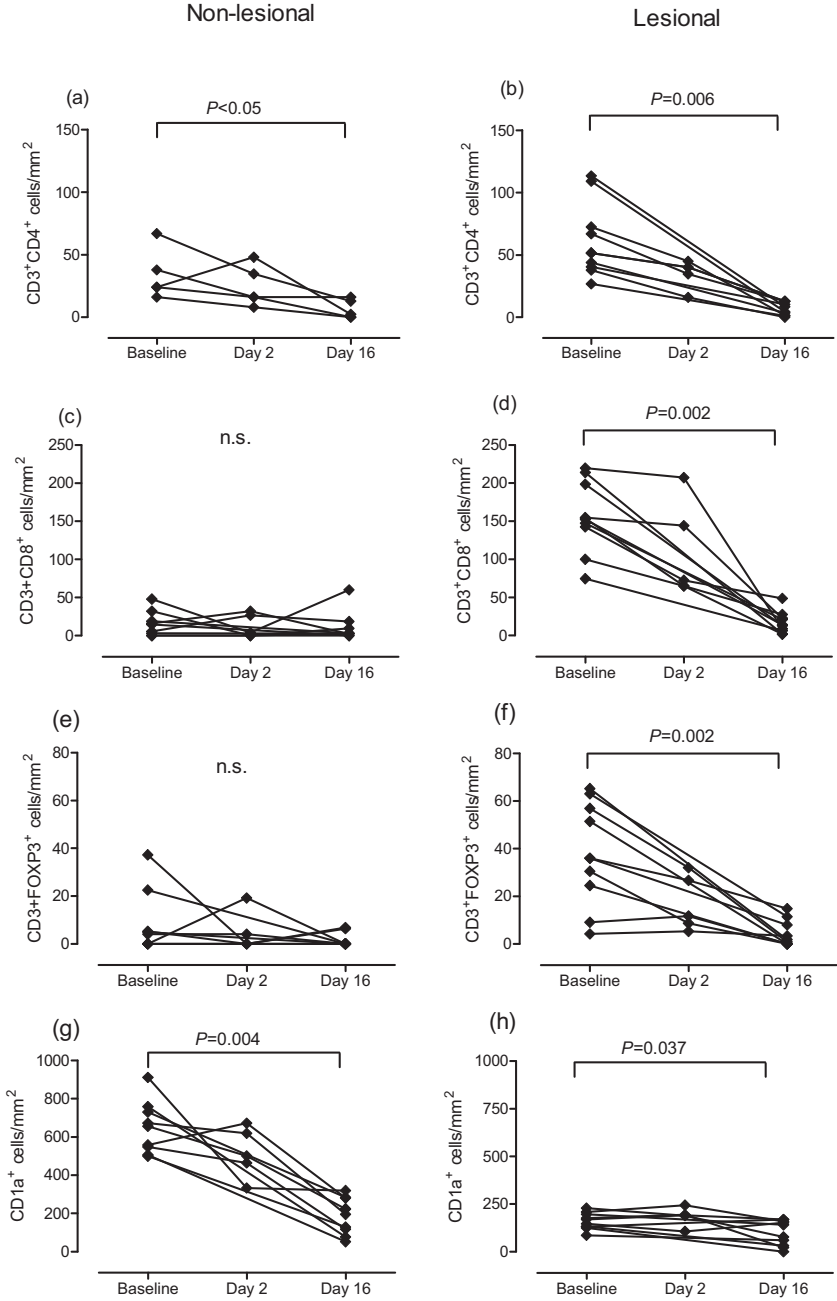 Non-lesional
Lesional
(a)
P<0.05
CD3⁺CD4⁺ cells/mm²
150
100
50
0
Baseline Day 2 Day 16
(b)
P=0.006
CD3⁺CD4⁺ cells/mm²
150
100
50
0
Baseline Day 2 Day 16
(c)
n.s.
CD3+CD8⁺ cells/mm²
250
200
150
100
50
0
Baseline Day 2 Day 16
(d)
P=0.002
CD3⁺CD8⁺ cells/mm²
250
200
150
100
50
0
Baseline Day 2 Day 16
(e)
n.s.
CD3+FOXP3⁺ cells/mm²
80
60
40
20
0
Baseline Day 2 Day 16
(f)
P=0.002
CD3⁺FOXP3⁺ cells/mm²
80
60
40
20
0
Baseline Day 2 Day 16
(g)
P=0.004
CD1a⁺ cells/mm²
1000
800
600
400
200
0
Baseline Day 2 Day 16
(h)
P=0.037
CD1a⁺ cells/mm²
1000
750
500
250
0
Baseline Day 2 Day 16